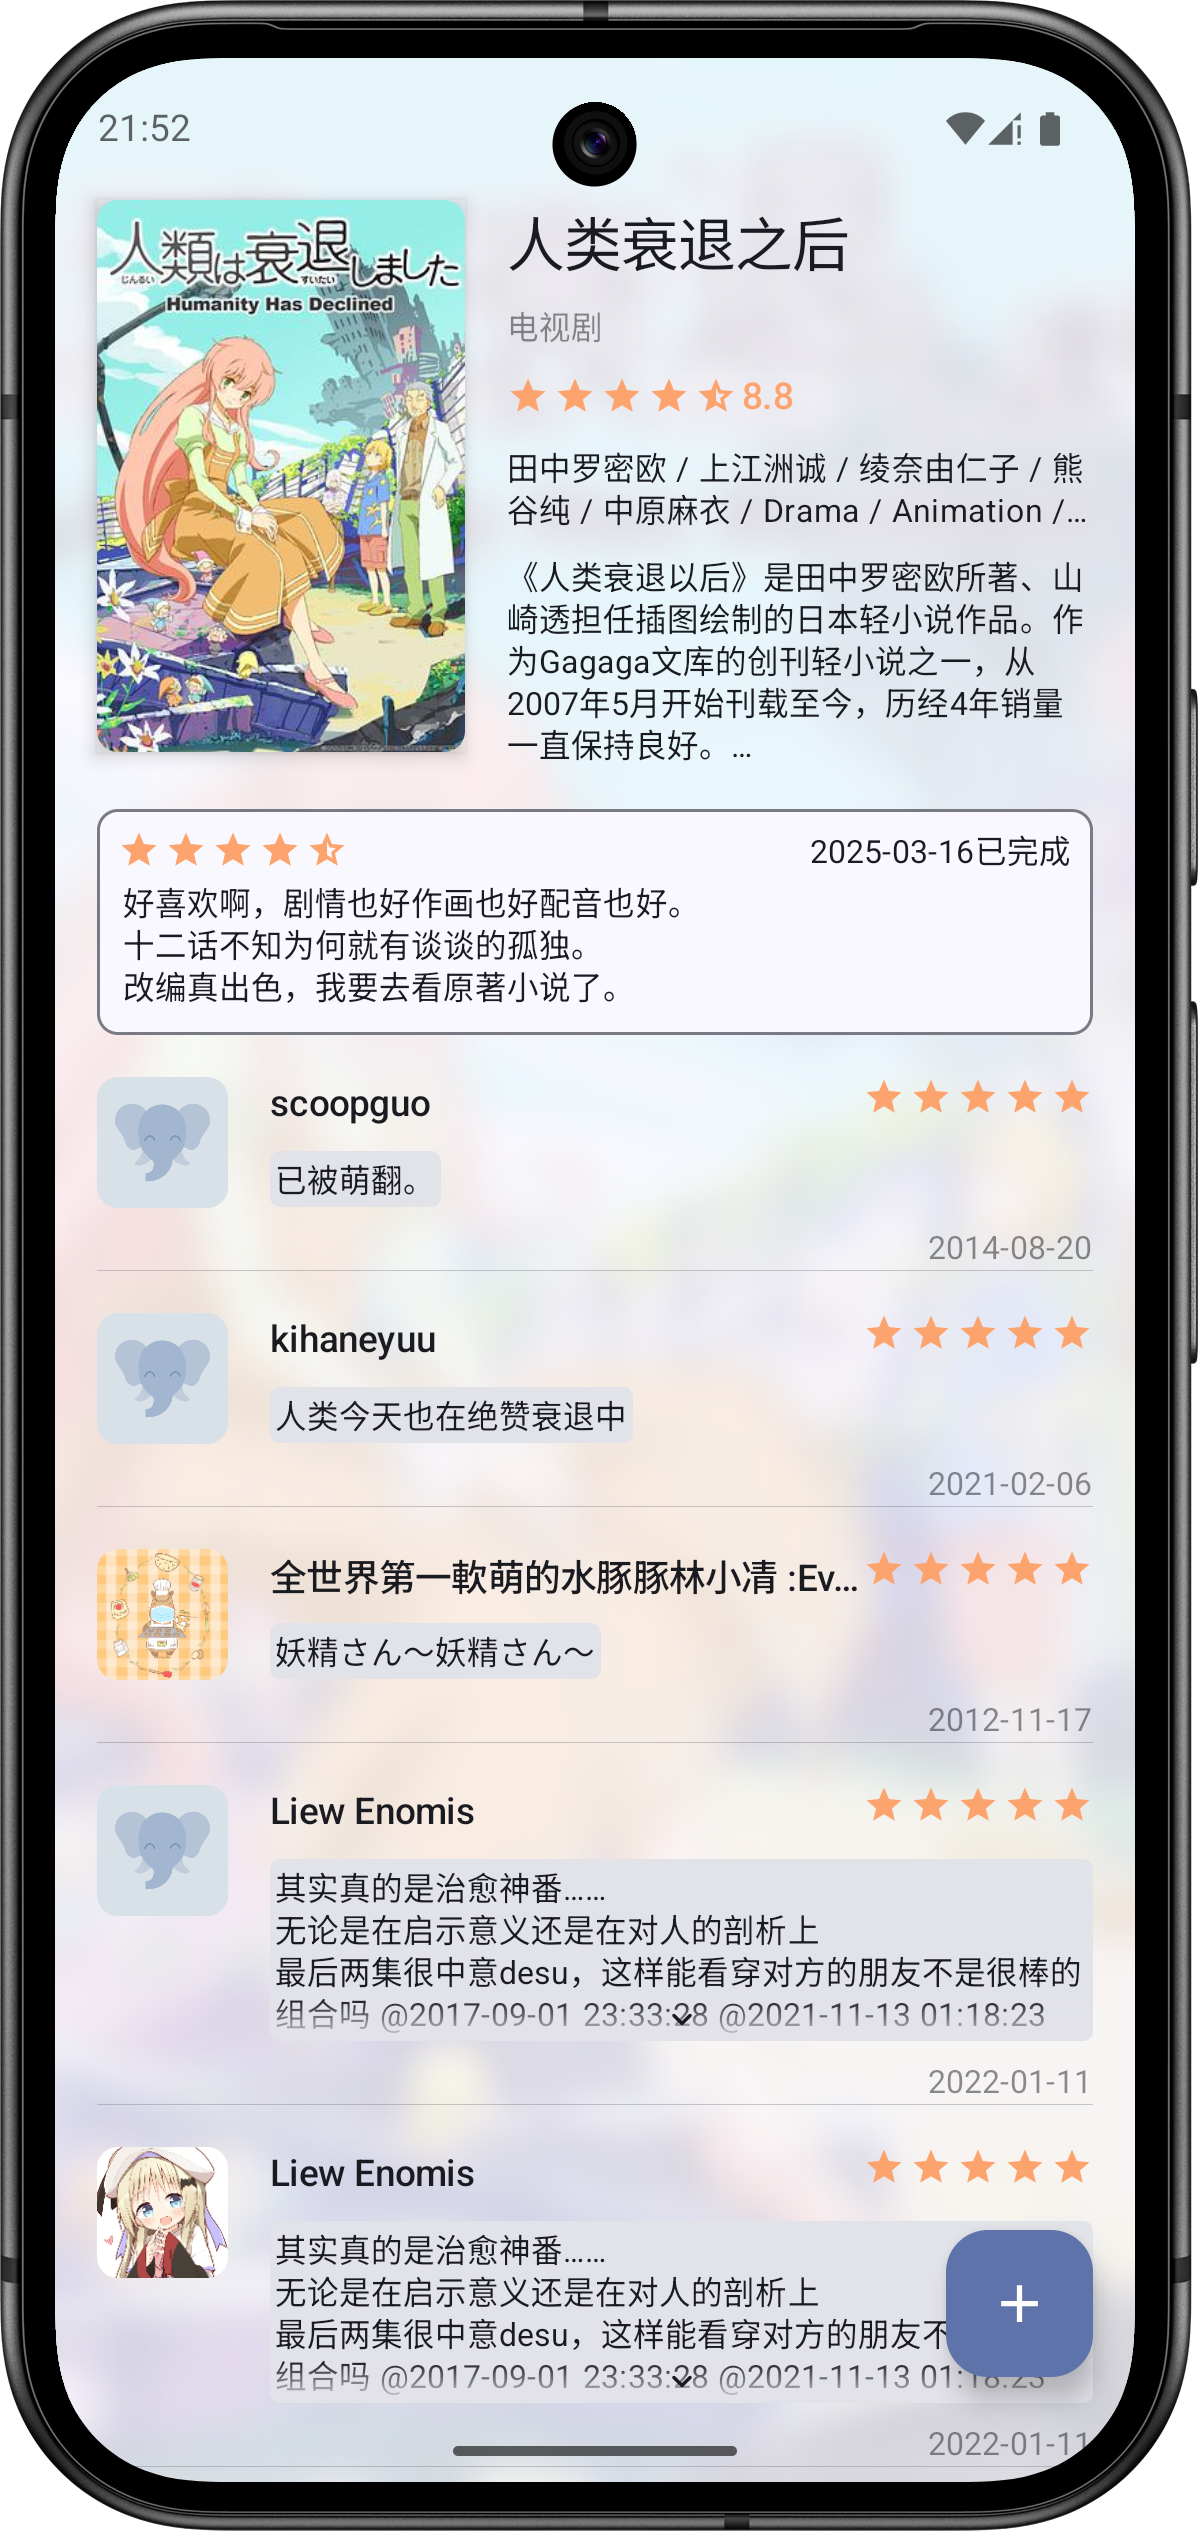 21:52
人類は衰退しました
じんるい すいたい
Humanity Has Declined
人类衰退之后
电视剧
8.8
田中罗密欧 / 上江洲诚 / 绫奈由仁子 / 熊
谷纯 / 中原麻衣 / Drama / Animation /...
《人类衰退以后》是田中罗密欧所著、山
崎透担任插图绘制的日本轻小说作品。作
为Gagaga文库的创刊轻小说之一，从
2007年5月开始刊载至今，历经4年销量
一直保持良好。...
2025-03-16已完成
好喜欢啊，剧情也好作画也好配音也好。
十二话不知为何就有谈谈的孤独。
改编真出色，我要去看原著小说了。
scoopguo
已被萌翻。
2014-08-20
kihaneyuu
人类今天也在绝赞衰退中
2021-02-06
全世界第一軟萌的水豚豚林小凊 :Ev...
妖精さん～妖精さん～
2012-11-17
Liew Enomis
其实真的是治愈神番……
无论是在启示意义还是在对人的剖析上
最后两集很中意desu，这样能看穿对方的朋友不是很棒的
组合吗 @2017-09-01 23:33:28 @2021-11-13 01:18:23
2022-01-11
Liew Enomis
其实真的是治愈神番……
无论是在启示意义还是在对人的剖析上
最后两集很中意desu，这样能看穿对方的朋友不
组合吗 @2017-09-01 23:33:28 @2021-11-13 01:18:23
2022-01-11